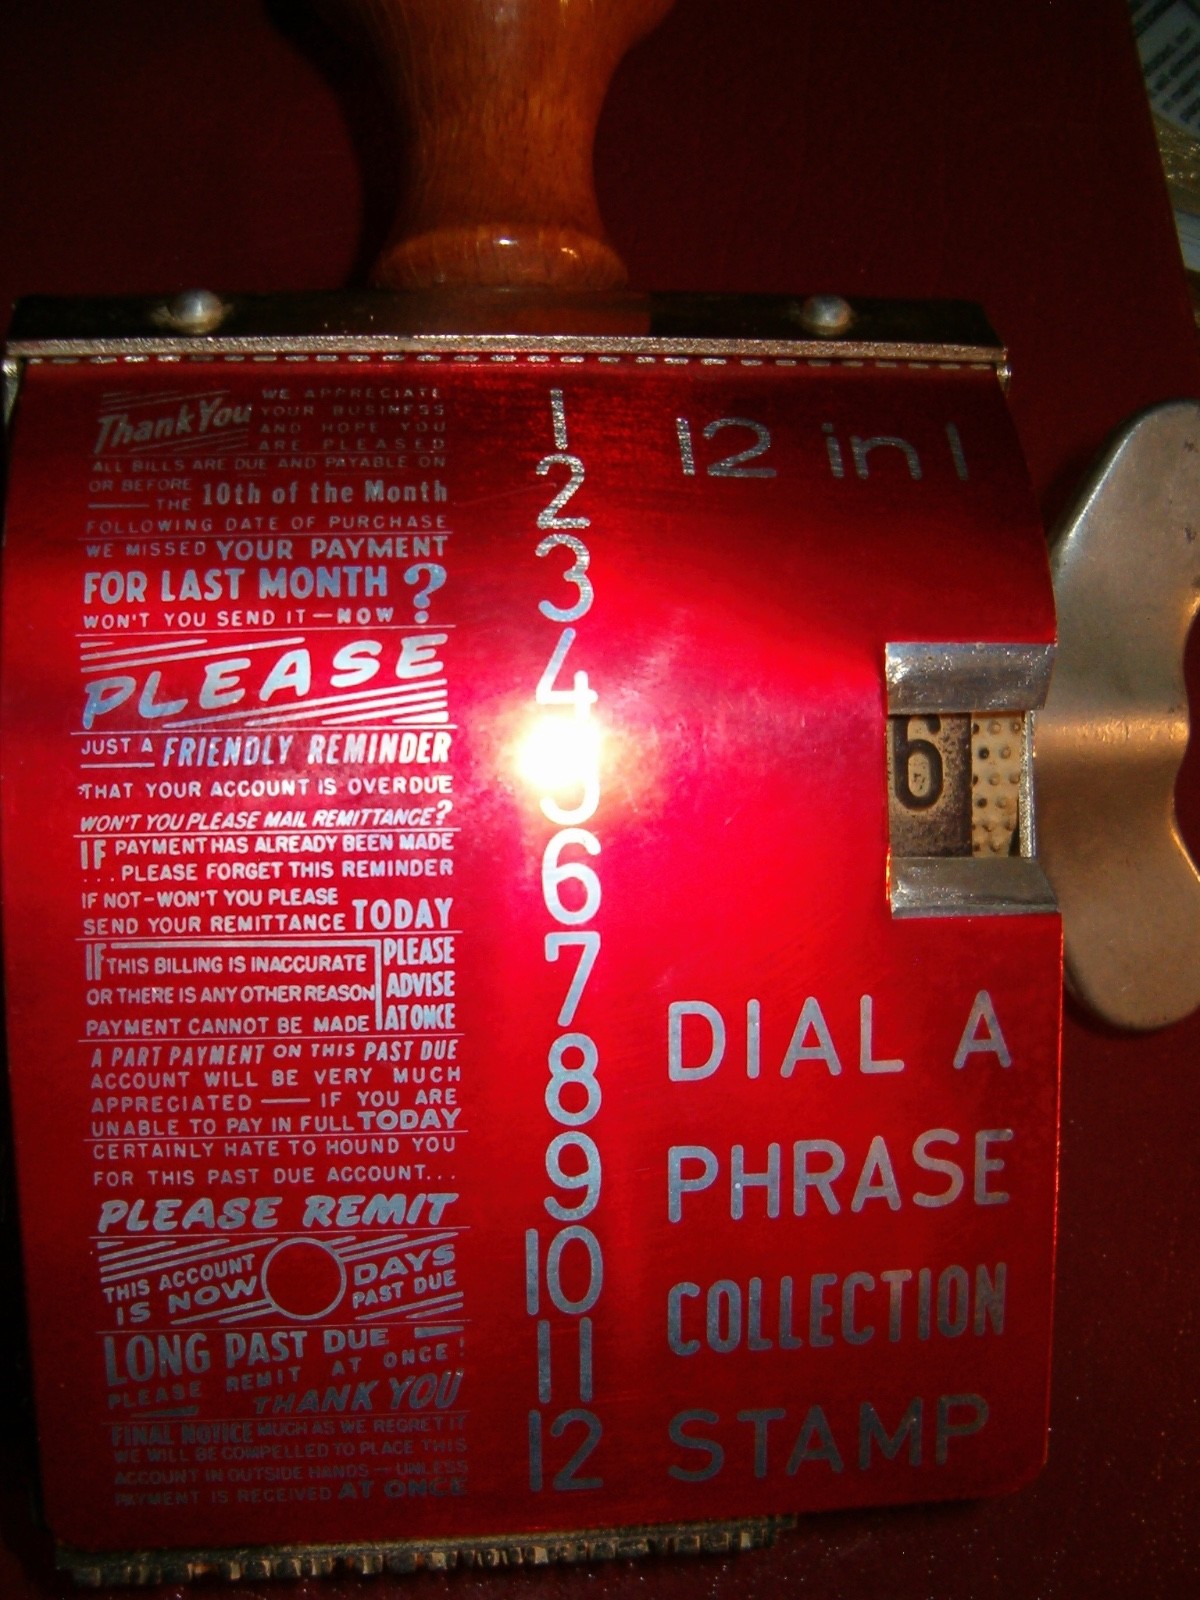 Thank You WE APPRECIATE
YOUR BUSINESS
AND HOPE YOU
ARE PLEASED
ALL BILLS ARE DUE AND PAYABLE ON
OR BEFORE
THE 10th of the Month
FOLLOWING DATE OF PURCHASE
WE MISSED YOUR PAYMENT
FOR LAST MONTH ?
WON'T YOU SEND IT — NOW
PLEASE
JUST A FRIENDLY REMINDER
THAT YOUR ACCOUNT IS OVERDUE
WON'T YOU PLEASE MAIL REMITTANCE?
IF PAYMENT HAS ALREADY BEEN MADE
. . . PLEASE FORGET THIS REMINDER
IF NOT-WON'T YOU PLEASE
SEND YOUR REMITTANCE TODAY
IF THIS BILLING IS INACCURATE PLEASE
OR THERE IS ANY OTHER REASON ADVISE
PAYMENT CANNOT BE MADE AT ONCE
A PART PAYMENT ON THIS PAST DUE
ACCOUNT WILL BE VERY MUCH
APPRECIATED — IF YOU ARE
UNABLE TO PAY IN FULL TODAY
CERTAINLY HATE TO HOUND YOU
FOR THIS PAST DUE ACCOUNT...
PLEASE REMIT
THIS ACCOUNT DAYS
IS NOW PAST DUE
LONG PAST DUE
PLEASE REMIT AT ONCE!
THANK YOU
FINAL NOTICE MUCH AS WE REGRET IT
WE WILL BE COMPELLED TO PLACE THIS
ACCOUNT IN OUTSIDE HANDS — UNLESS
PAYMENT IS RECEIVED AT ONCE
1
2
3
4
5
6
7
8
9
10
11
12
12 in 1
6
DIAL A
PHRASE
COLLECTION
STAMP